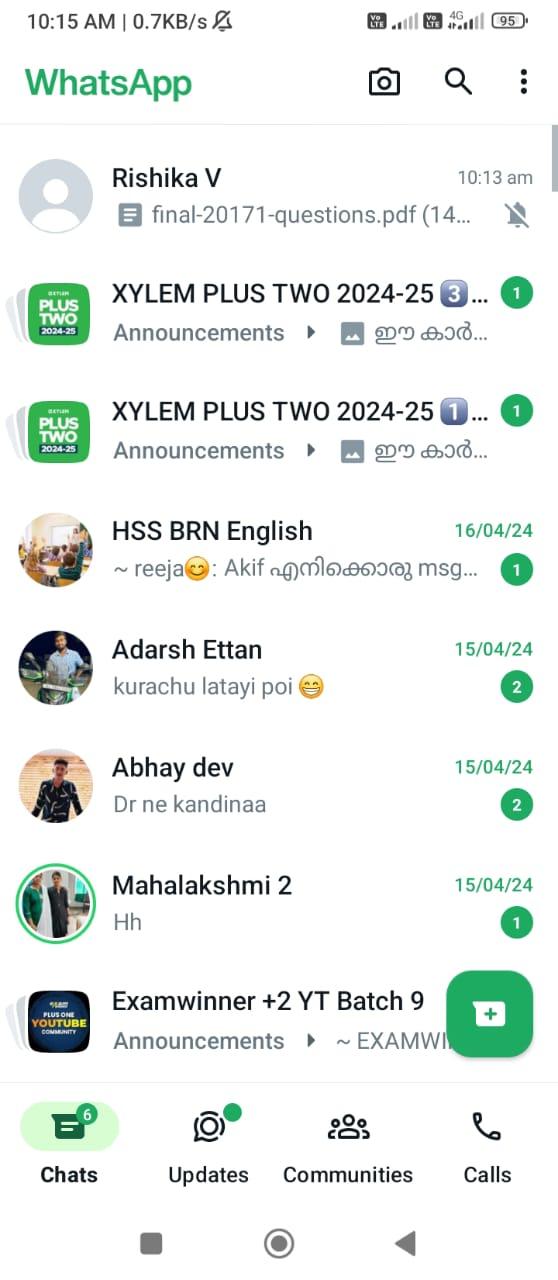 10:15 AM | 0.7KB/s
Vo LTE Vo LTE 4G 95
WhatsApp
Rishika V 10:13 am
final-20171-questions.pdf (14...
XYLEM PLUS TWO 2024-25 3️⃣... 1
Announcements ഈ കാർ...
XYLEM PLUS TWO 2024-25 1️⃣... 1
Announcements ഈ കാർ...
XYLEM
PLUS
TWO
2024-25
XYLEM
PLUS
TWO
2024-25
HSS BRN English 16/04/24
~ reeja😊: Akif എനിക്കൊരു msg... 1
Adarsh Ettan 15/04/24
kurachu latayi poi 😁 2
Abhay dev 15/04/24
Dr ne kandinaa 2
Mahalakshmi 2 15/04/24
Hh 1
Examwinner +2 YT Batch 9
Announcements ~ EXAMWI
PLUS ONE
YOUTUBE
COMMUNITY
6
Chats Updates Communities Calls